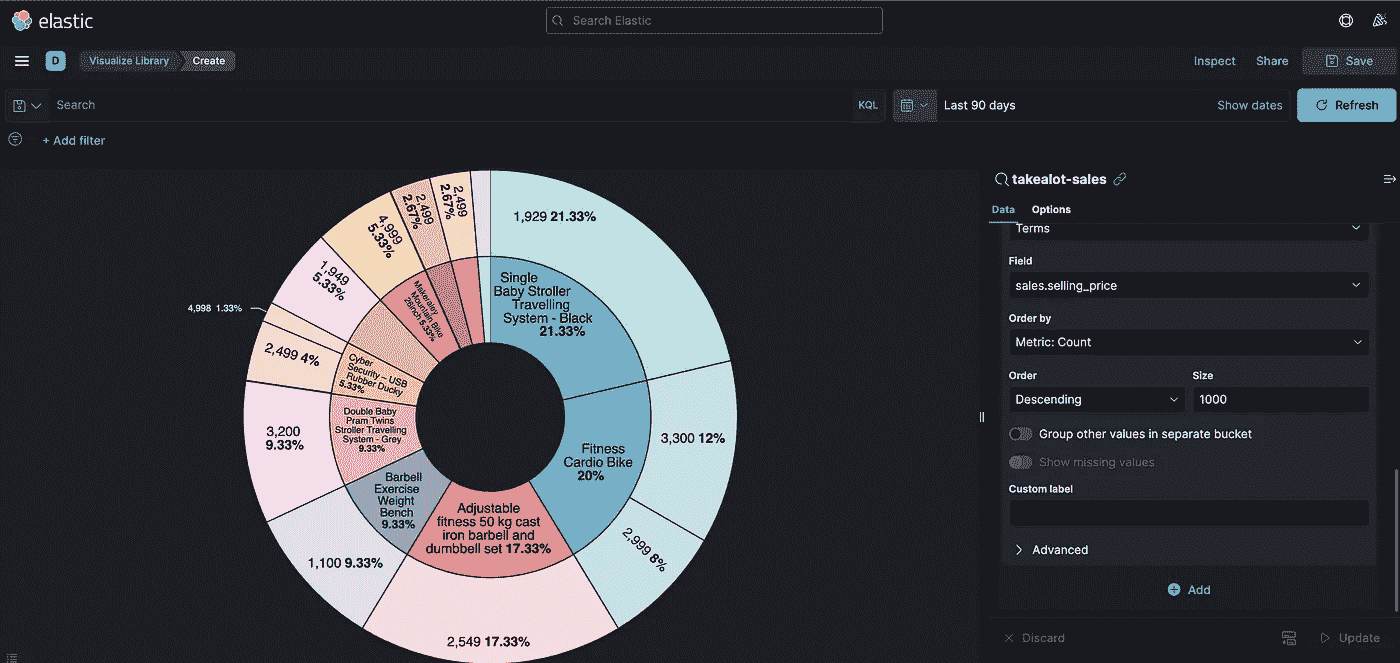 elastic
Search Elastic
D
Visualize Library
Create
Inspect
Share
Save
Search
KQL
Last 90 days
Show dates
Refresh
+ Add filter
1,929 21.33%
Single
Baby Stroller
Travelling
System - Black
21.33%
3,300 12%
2,999 8%
Fitness
Cardio Bike
20%
Adjustable
fitness 50 kg cast
iron barbell and
dumbbell set 17.33%
2,549 17.33%
Barbell
Exercise
Weight
Bench
9.33%
1,100 9.33%
Double Baby
Pram Twins
Stroller Travelling
System - Grey
9.33%
3,200
9.33%
Cyber
Security – USB
Rubber Ducky
5.33%
2,499 4%
4,998 1.33%
1,949
5.33%
Mountain Bike
26inch 5.33%
4,999
5.33%
2,499
2.67%
2,499
2.67%
takealot-sales
Data
Options
Terms
Field
sales.selling_price
Order by
Metric: Count
Order
Size
Descending
1000
Group other values in separate bucket
Show missing values
Custom label
Advanced
Add
Discard
Update